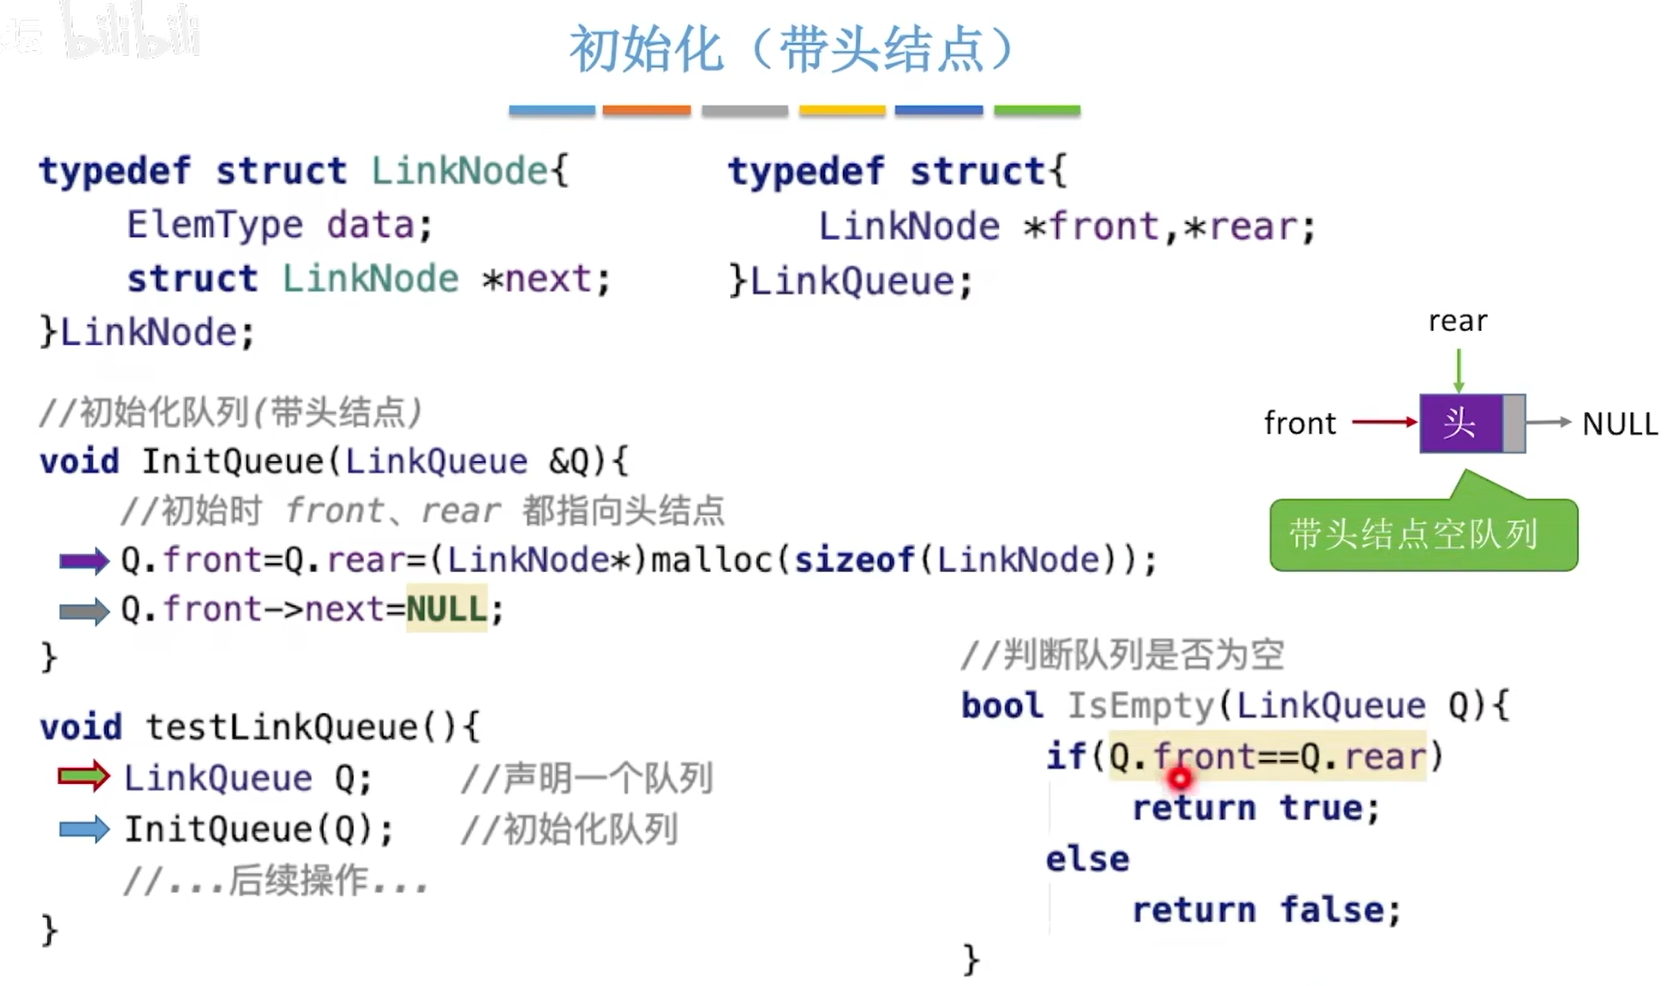 坛 bilibili
初始化（带头结点）
typedef struct LinkNode{
ElemType data;
struct LinkNode *next;
}LinkNode;
typedef struct{
LinkNode *front,*rear;
}LinkQueue;
rear
front
头
NULL
带头结点空队列
//初始化队列(带头结点)
void InitQueue(LinkQueue &Q){
//初始时 front、rear 都指向头结点
Q.front=Q.rear=(LinkNode*)malloc(sizeof(LinkNode));
Q.front->next=NULL;
}
void testLinkQueue(){
LinkQueue Q; //声明一个队列
InitQueue(Q); //初始化队列
//...后续操作...
}
//判断队列是否为空
bool IsEmpty(LinkQueue Q){
if(Q.front==Q.rear)
return true;
else
return false;
}